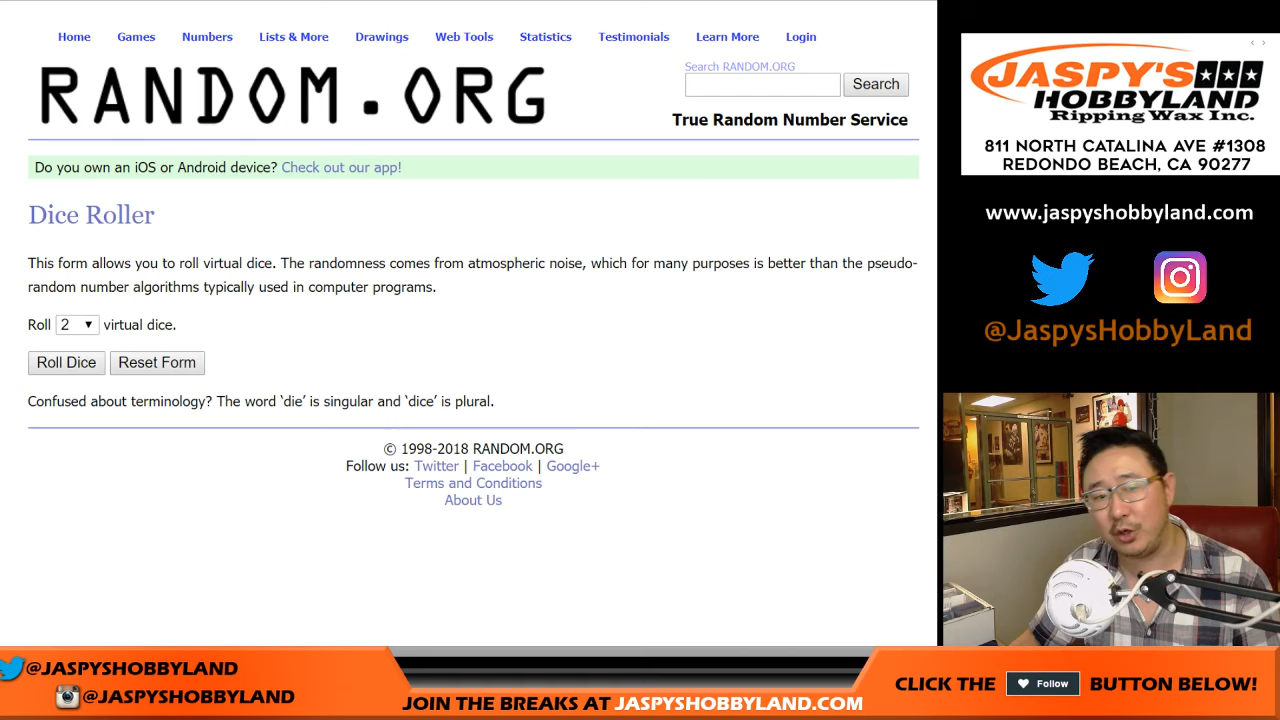 Home Games Numbers Lists & More Drawings Web Tools Statistics Testimonials Learn More Login
RANDOM.ORG
Search RANDOM.ORG
Search
True Random Number Service
Do you own an iOS or Android device? Check out our app!
Dice Roller
This form allows you to roll virtual dice. The randomness comes from atmospheric noise, which for many purposes is better than the pseudo-
random number algorithms typically used in computer programs.
Roll 2 virtual dice.
Roll Dice Reset Form
Confused about terminology? The word ‘die’ is singular and ‘dice’ is plural.
© 1998-2018 RANDOM.ORG
Follow us: Twitter | Facebook | Google+
Terms and Conditions
About Us
JASPY'S
HOBBYLAND
Ripping Wax Inc.
811 NORTH CATALINA AVE #1308
REDONDO BEACH, CA 90277
www.jaspyshobbyland.com
@JaspysHobbyLand
@JASPYSHOBBYLAND
@JASPYSHOBBYLAND
JOIN THE BREAKS AT JASPYSHOBBYLAND.COM
CLICK THE Follow BUTTON BELOW!